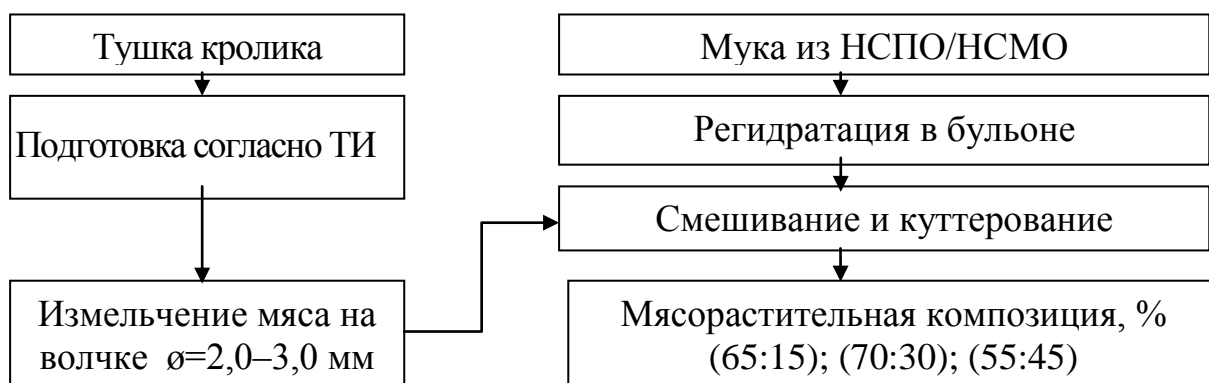 Тушка кролика
Подготовка согласно ТИ
Измельчение мяса на
волчке ø=2,0–3,0 мм
Мука из НСПО/НСМО
Регидратация в бульоне
Смешивание и куттерование
Мясорастительная композиция, %
(65:15); (70:30); (55:45)